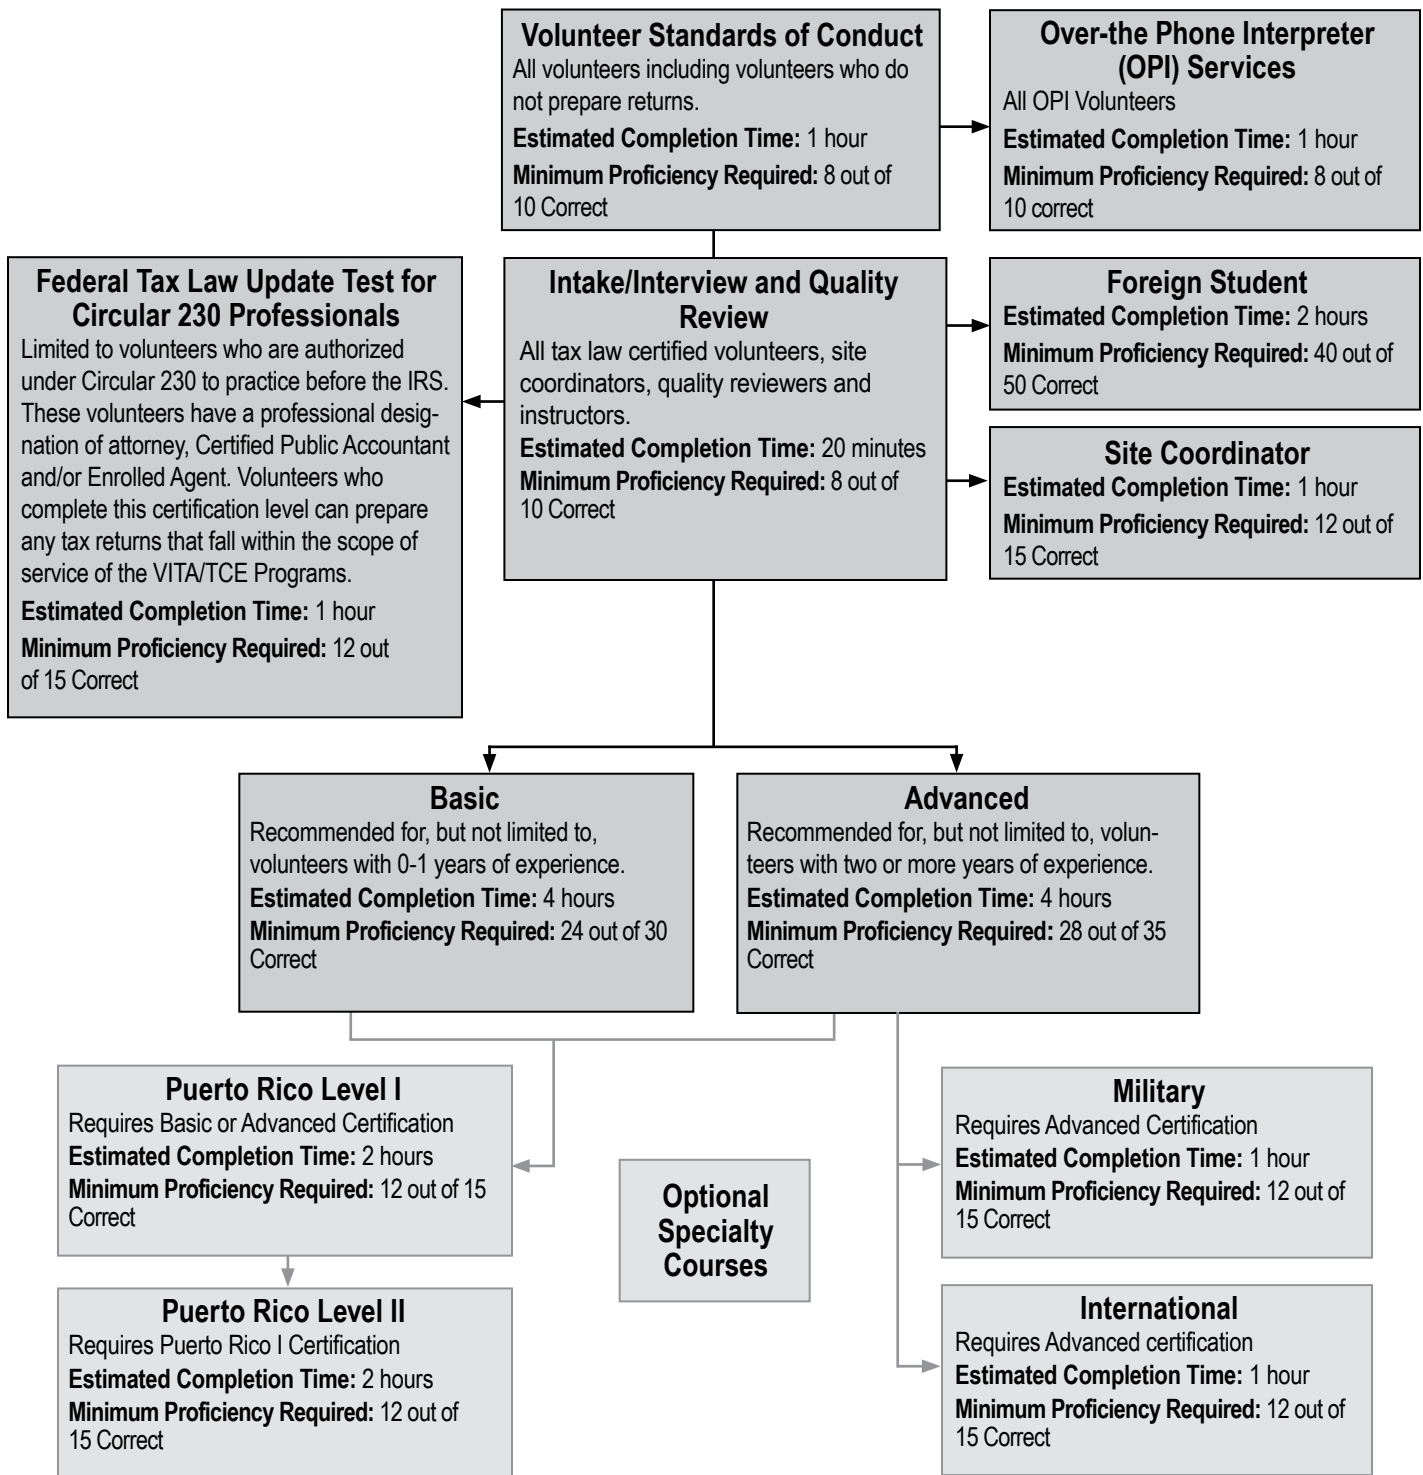 Volunteer Standards of Conduct
All volunteers including volunteers who do
not prepare returns.
Estimated Completion Time: 1 hour
Minimum Proficiency Required: 8 out of
10 Correct
Over-the Phone Interpreter
(OPI) Services
All OPI Volunteers
Estimated Completion Time: 1 hour
Minimum Proficiency Required: 8 out of
10 correct
Federal Tax Law Update Test for
Circular 230 Professionals
Limited to volunteers who are authorized
under Circular 230 to practice before the IRS.
These volunteers have a professional desig-
nation of attorney, Certified Public Accountant
and/or Enrolled Agent. Volunteers who
complete this certification level can prepare
any tax returns that fall within the scope of
service of the VITA/TCE Programs.
Estimated Completion Time: 1 hour
Minimum Proficiency Required: 12 out
of 15 Correct
Intake/Interview and Quality
Review
All tax law certified volunteers, site
coordinators, quality reviewers and
instructors.
Estimated Completion Time: 20 minutes
Minimum Proficiency Required: 8 out of
10 Correct
Foreign Student
Estimated Completion Time: 2 hours
Minimum Proficiency Required: 40 out of
50 Correct
Site Coordinator
Estimated Completion Time: 1 hour
Minimum Proficiency Required: 12 out of
15 Correct
Basic
Recommended for, but not limited to,
volunteers with 0-1 years of experience.
Estimated Completion Time: 4 hours
Minimum Proficiency Required: 24 out of 30
Correct
Advanced
Recommended for, but not limited to, volun-
teers with two or more years of experience.
Estimated Completion Time: 4 hours
Minimum Proficiency Required: 28 out of 35
Correct
Puerto Rico Level I
Requires Basic or Advanced Certification
Estimated Completion Time: 2 hours
Minimum Proficiency Required: 12 out of 15
Correct
Optional
Specialty
Courses
Military
Requires Advanced Certification
Estimated Completion Time: 1 hour
Minimum Proficiency Required: 12 out of
15 Correct
Puerto Rico Level II
Requires Puerto Rico I Certification
Estimated Completion Time: 2 hours
Minimum Proficiency Required: 12 out of
15 Correct
International
Requires Advanced certification
Estimated Completion Time: 1 hour
Minimum Proficiency Required: 12 out of
15 Correct